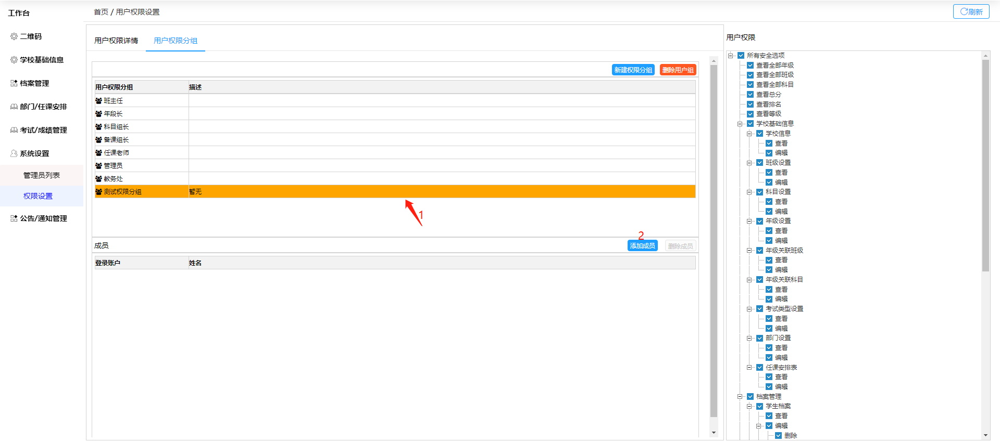 工作台
首页 / 用户权限设置
刷新
二维码
学校基础信息
档案管理
部门/任课安排
考试/成绩管理
系统设置
管理员列表
权限设置
公告/通知管理
用户权限详情
用户权限分组
新建权限分组
删除用户组
用户权限分组
描述
班主任
年段长
科目组长
备课组长
任课老师
管理员
教务处
测试权限分组
暂无
1
2
成员
添加成员
删除成员
登录账户
姓名
用户权限
所有安全选项
查看全部年级
查看全部班级
查看全部科目
查看总分
查看排名
查看等级
学校基础信息
学校信息
查看
编辑
班级设置
查看
编辑
科目设置
查看
编辑
年级设置
查看
编辑
年级关联班级
查看
编辑
年级关联科目
查看
编辑
考试类型设置
查看
编辑
部门设置
查看
编辑
任课安排表
查看
编辑
档案管理
学生档案
查看
编辑
删除